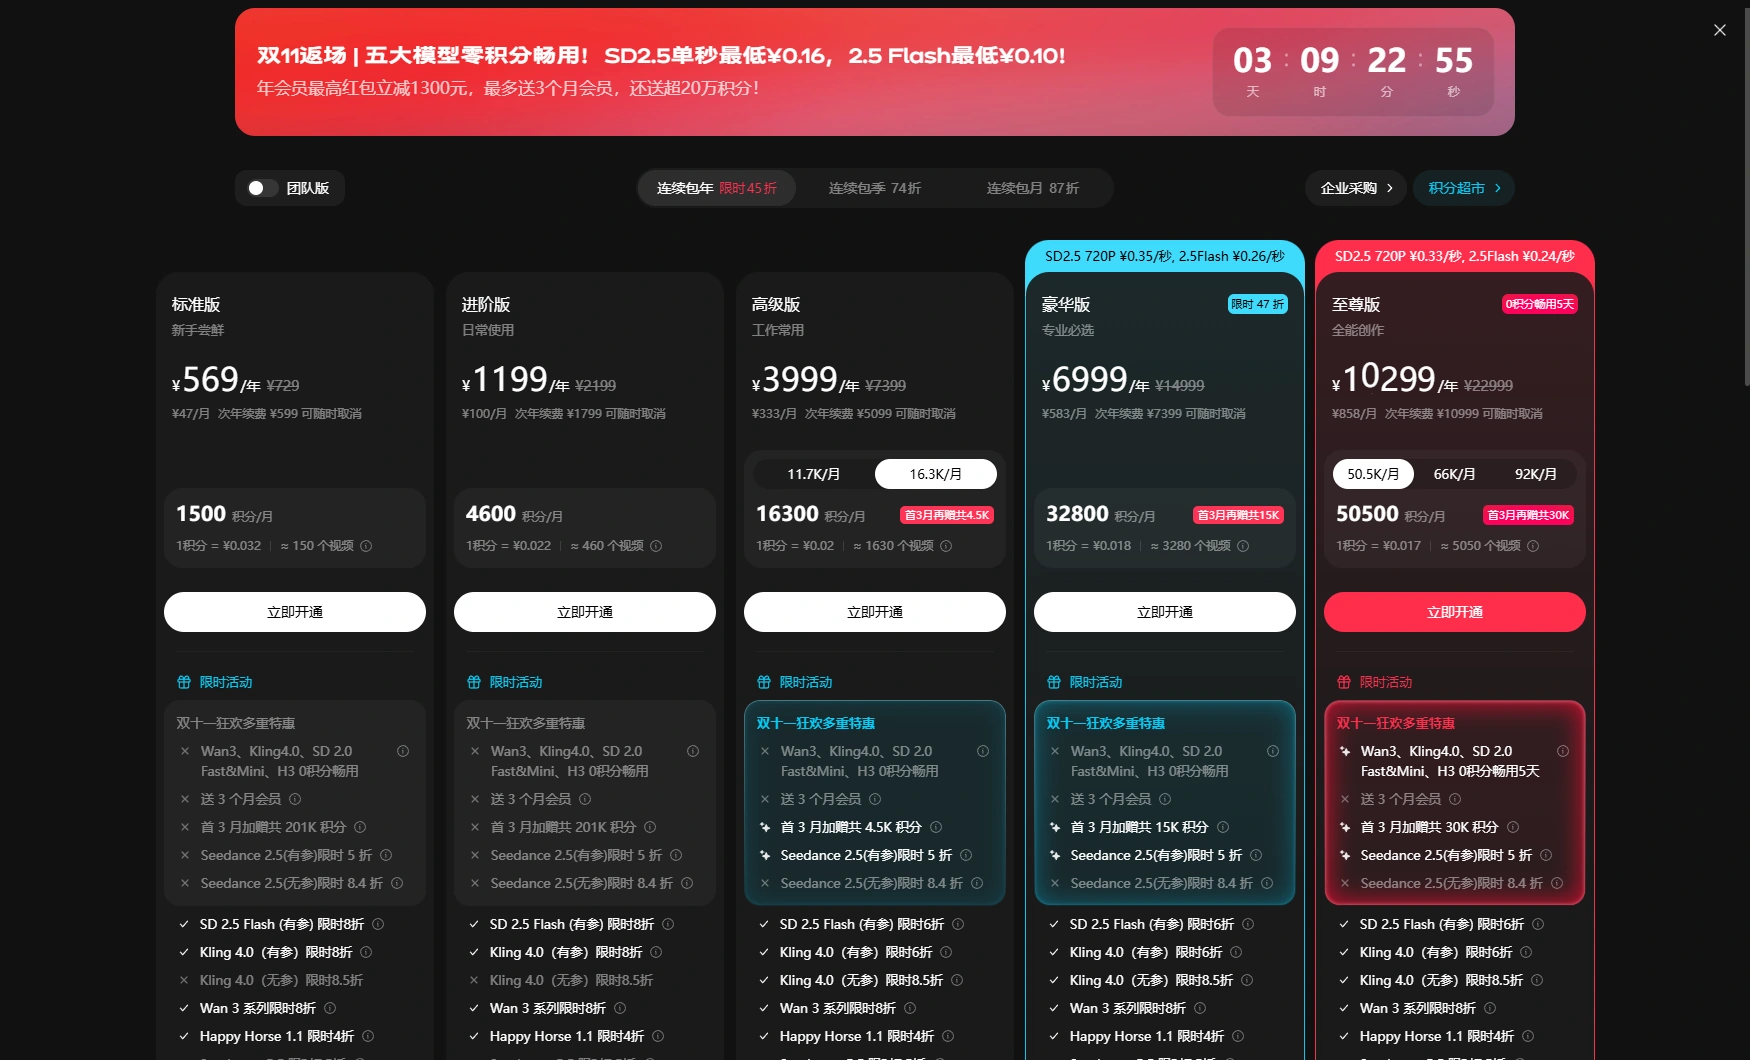 双11返场 | 五大模型零积分畅用！SD2.5单秒最低¥0.16，2.5 Flash最低¥0.10！
年会员最高红包立减1300元，最多送3个月会员，还送超20万积分！
03 : 09 : 22 : 55
天 时 分 秒
团队版
连续包年 限时45折
连续包季 74折
连续包月 87折
企业采购 >
积分超市 >
标准版
新手尝鲜
¥569/年 ¥729
¥47/月 次年续费 ¥599 可随时取消
1500 积分/月
1积分 = ¥0.032 | ≈ 150 个视频
立即开通
限时活动
双十一狂欢多重特惠
Wan3、Kling4.0、SD 2.0
Fast&Mini、H3 0积分畅用
送 3 个月会员
首 3 月加赠共 201K 积分
Seedance 2.5(有参)限时 5 折
Seedance 2.5(无参)限时 8.4 折
SD 2.5 Flash (有参) 限时8折
Kling 4.0（有参）限时8折
Kling 4.0（无参）限时8.5折
Wan 3 系列限时8折
Happy Horse 1.1 限时4折
进阶版
日常使用
¥1199/年 ¥2199
¥100/月 次年续费 ¥1799 可随时取消
4600 积分/月
1积分 = ¥0.022 | ≈ 460 个视频
立即开通
限时活动
双十一狂欢多重特惠
Wan3、Kling4.0、SD 2.0
Fast&Mini、H3 0积分畅用
送 3 个月会员
首 3 月加赠共 201K 积分
Seedance 2.5(有参)限时 5 折
Seedance 2.5(无参)限时 8.4 折
SD 2.5 Flash (有参) 限时8折
Kling 4.0（有参）限时8折
Kling 4.0（无参）限时8.5折
Wan 3 系列限时8折
Happy Horse 1.1 限时4折
高级版
工作常用
¥3999/年 ¥7399
¥333/月 次年续费 ¥5099 可随时取消
11.7K/月 16.3K/月
16300 积分/月 首3月再赠共4.5K
1积分 = ¥0.02 | ≈ 1630 个视频
立即开通
限时活动
双十一狂欢多重特惠
Wan3、Kling4.0、SD 2.0
Fast&Mini、H3 0积分畅用
送 3 个月会员
首 3 月加赠共 4.5K 积分
Seedance 2.5(有参)限时 5 折
Seedance 2.5(无参)限时 8.4 折
SD 2.5 Flash (有参) 限时6折
Kling 4.0（有参）限时6折
Kling 4.0（无参）限时8.5折
Wan 3 系列限时8折
Happy Horse 1.1 限时4折
SD2.5 720P ¥0.35/秒, 2.5Flash ¥0.26/秒
豪华版 限时 47 折
专业必选
¥6999/年 ¥14999
¥583/月 次年续费 ¥7399 可随时取消
32800 积分/月 首3月再赠共15K
1积分 = ¥0.018 | ≈ 3280 个视频
立即开通
限时活动
双十一狂欢多重特惠
Wan3、Kling4.0、SD 2.0
Fast&Mini、H3 0积分畅用
送 3 个月会员
首 3 月加赠共 15K 积分
Seedance 2.5(有参)限时 5 折
Seedance 2.5(无参)限时 8.4 折
SD 2.5 Flash (有参) 限时6折
Kling 4.0（有参）限时6折
Kling 4.0（无参）限时8.5折
Wan 3 系列限时8折
Happy Horse 1.1 限时4折
SD2.5 720P ¥0.33/秒, 2.5Flash ¥0.24/秒
至尊版 0积分畅用5天
全能创作
¥10299/年 ¥22999
¥858/月 次年续费 ¥10999 可随时取消
50.5K/月 66K/月 92K/月
50500 积分/月 首3月再赠共30K
1积分 = ¥0.017 | ≈ 5050 个视频
立即开通
限时活动
双十一狂欢多重特惠
Wan3、Kling4.0、SD 2.0
Fast&Mini、H3 0积分畅用5天
送 3 个月会员
首 3 月加赠共 30K 积分
Seedance 2.5(有参)限时 5 折
Seedance 2.5(无参)限时 8.4 折
SD 2.5 Flash (有参) 限时6折
Kling 4.0（有参）限时6折
Kling 4.0（无参）限时8.5折
Wan 3 系列限时8折
Happy Horse 1.1 限时4折